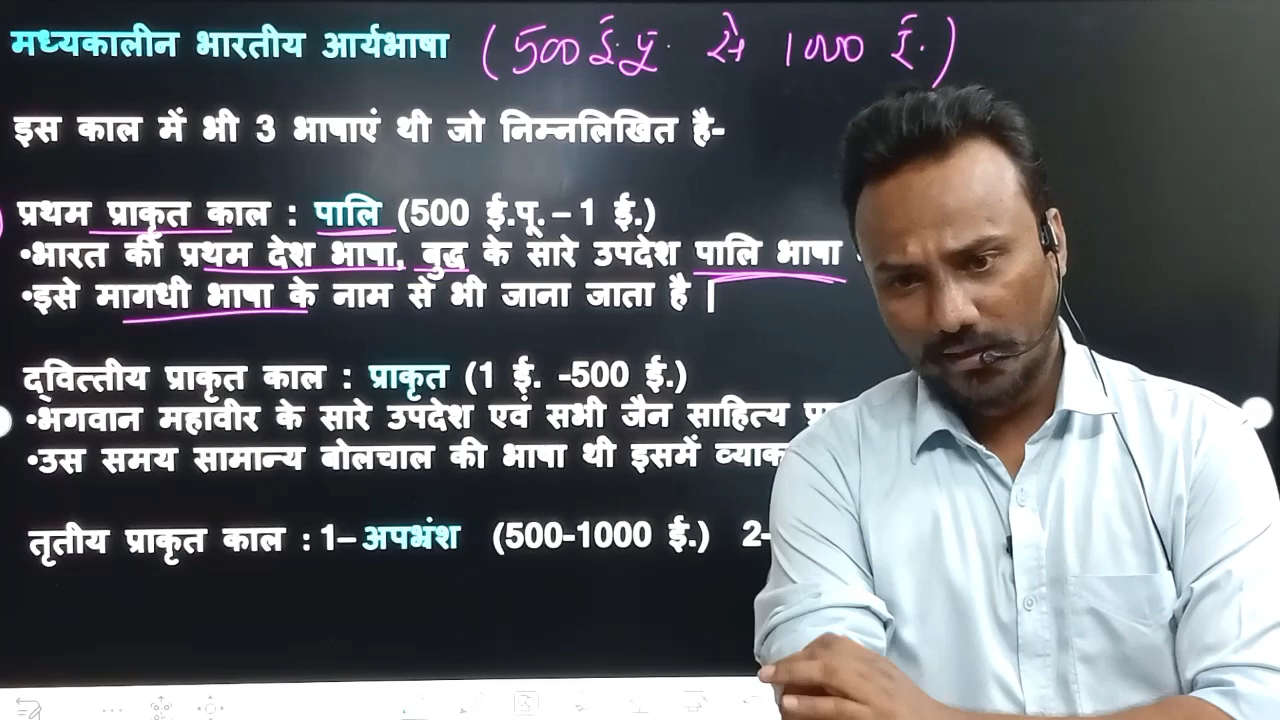 मध्यकालीन भारतीय आर्यभाषा (500 ई.पू. से 1000 ई.)
इस काल में भी 3 भाषाएं थी जो निम्नलिखित है-
प्रथम प्राकृत काल : पालि (500 ई.पू.– 1 ई.)
•भारत की प्रथम देश भाषा, बुद्ध के सारे उपदेश पालि भाषा
•इसे मागधी भाषा के नाम से भी जाना जाता है |
द्वित्तीय प्राकृत काल : प्राकृत (1 ई. -500 ई.)
•भगवान महावीर के सारे उपदेश एवं सभी जैन साहित्य
•उस समय सामान्य बोलचाल की भाषा थी इसमें
तृतीय प्राकृत काल : 1– अपभ्रंश (500-1000 ई.) 2-